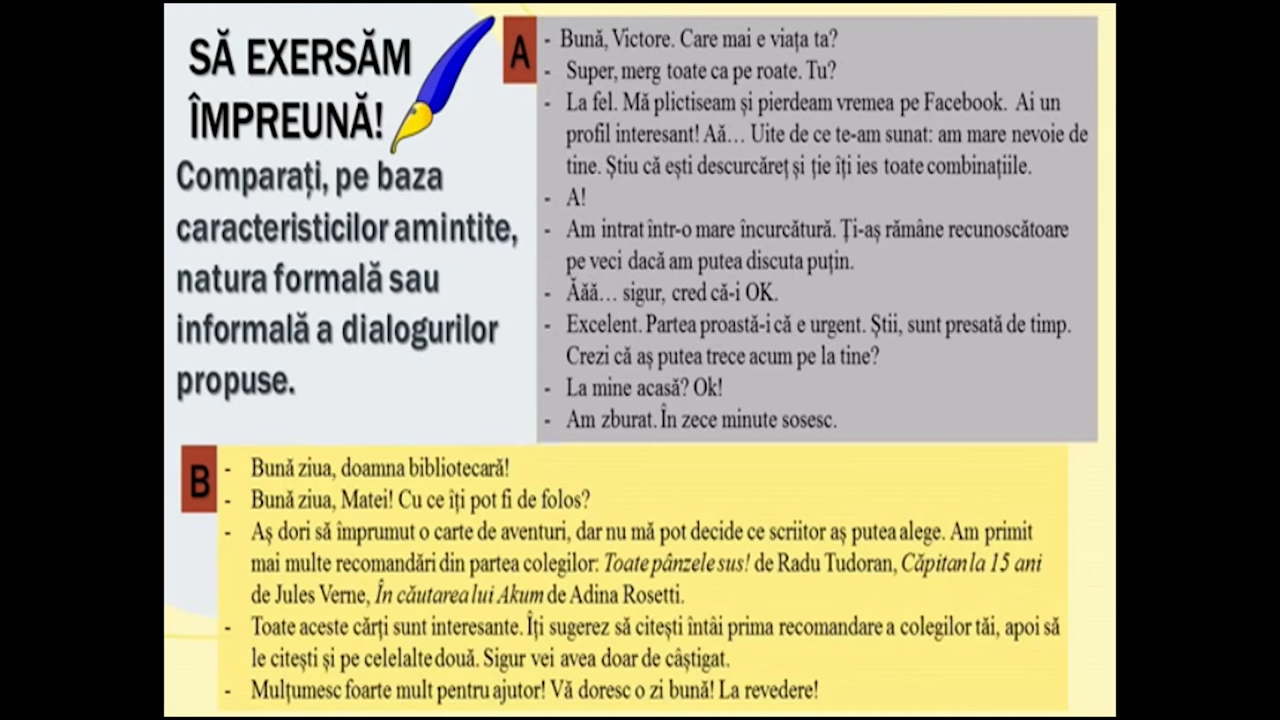 SĂ EXERSĂM
ÎMPREUNĂ!
Comparați, pe baza
caracteristicilor amintite,
natura formală sau
informală a dialogurilor
propuse.
A
- Bună, Victore. Care mai e viața ta?
- Super, merg toate ca pe roate. Tu?
- La fel. Mă plictiseam și pierdeam vremea pe Facebook. Ai un
profil interesant! Aă... Uite de ce te-am sunat: am mare nevoie de
tine. Știu că ești descurcăreț și ție îți ies toate combinațiile.
- A!
- Am intrat într-o mare încurcătură. Ți-aș rămâne recunoscătoare
pe veci dacă am putea discuta puțin.
- Ăăă... sigur, cred că-i OK.
- Excelent. Partea proastă-i că e urgent. Știi, sunt presată de timp.
Crezi că aș putea trece acum pe la tine?
- La mine acasă? Ok!
- Am zburat. În zece minute sosesc.
B
- Bună ziua, doamna bibliotecară!
- Bună ziua, Matei! Cu ce îți pot fi de folos?
- Aș dori să împrumut o carte de aventuri, dar nu mă pot decide ce scriitor aș putea alege. Am primit
mai multe recomandări din partea colegilor: Toate pânzele sus! de Radu Tudoran, Căpitan la 15 ani
de Jules Verne, În căutarea lui Akum de Adina Rosetti.
- Toate aceste cărți sunt interesante. Îți sugerez să citești întâi prima recomandare a colegilor tăi, apoi să
le citești și pe celelalte două. Sigur vei avea doar de câștigat.
- Mulțumesc foarte mult pentru ajutor! Vă doresc o zi bună! La revedere!